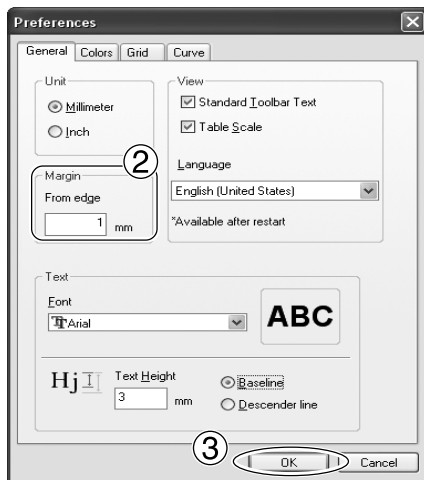 Preferences
General Colors Grid Curve
Unit
Millimeter
Inch
View
Standard Toolbar Text
Table Scale
Language
English (United States)
*Available after restart
②
Margin
From edge
1 mm
Text
Font
Arial
ABC
Hj
Text Height
3 mm
Baseline
Descender line
③
OK Cancel